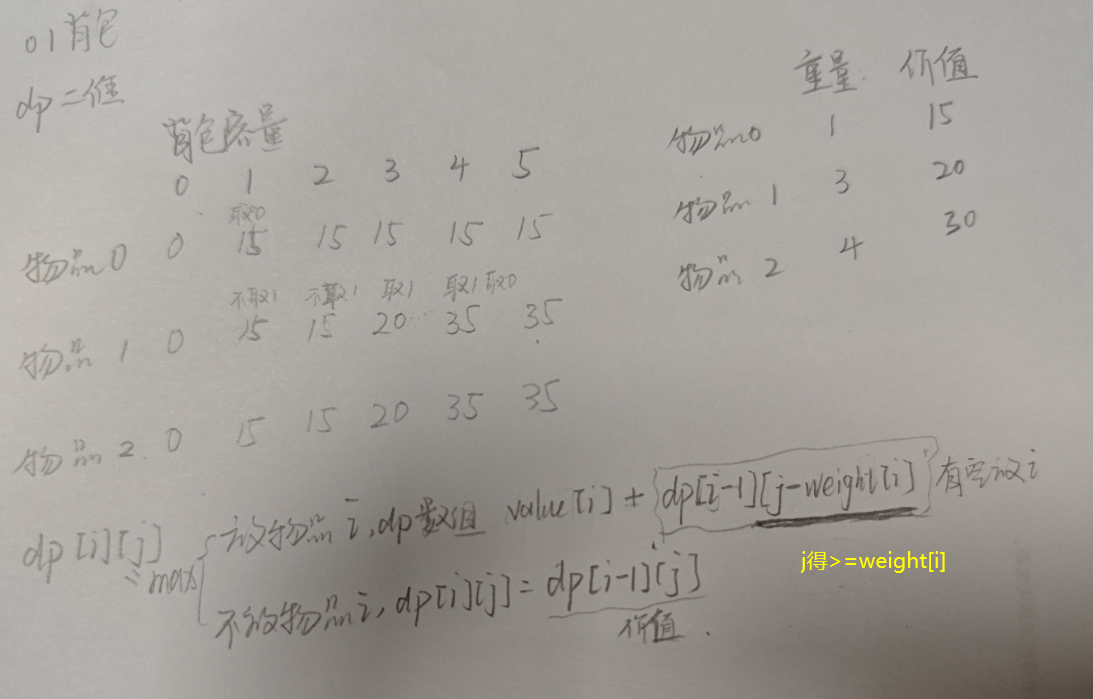 01背包
dp二维
背包容量
0 1 2 3 4 5
取0
物品0 0 15 15 15 15 15
不取1 不取1 取1 取1取0
物品1 0 15 15 20 35 35
物品2 0 15 15 20 35 35
重量 价值
物品0 1 15
物品1 3 20
物品2 4 30
dp[i][j] max
放物品i,dp数组 value[i]+dp[i-1][j-weight[i]] 有空放i
j得>=weight[i]
不放物品i,dp[i][j]=dp[i-1][j]
价值